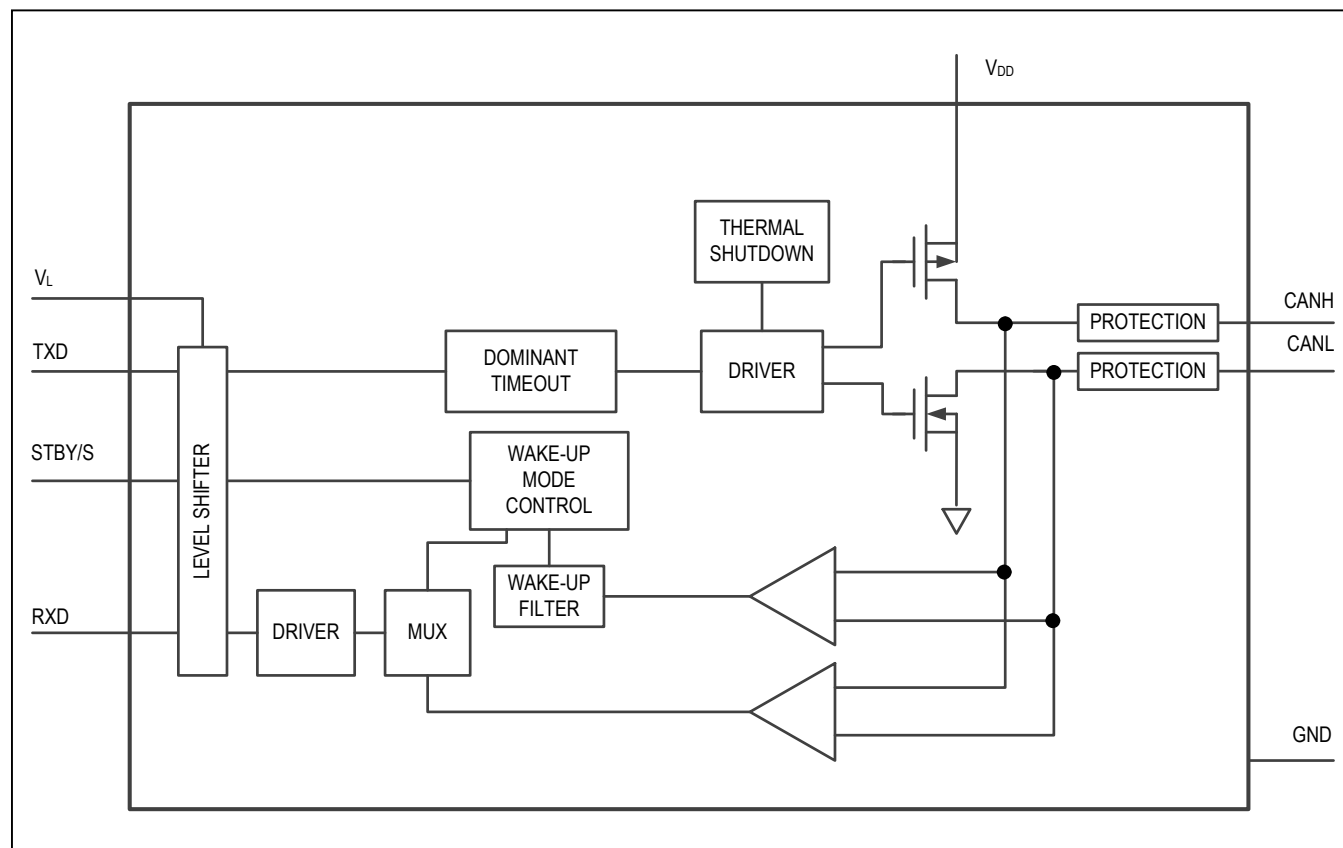 VDD
THERMAL
SHUTDOWN
VL
CANH
PROTECTION
TXD
CANL
DOMINANT
TIMEOUT
DRIVER
PROTECTION
STBY/S
WAKE-UP
MODE
CONTROL
LEVEL SHIFTER
WAKE-UP
FILTER
RXD
DRIVER
MUX
GND